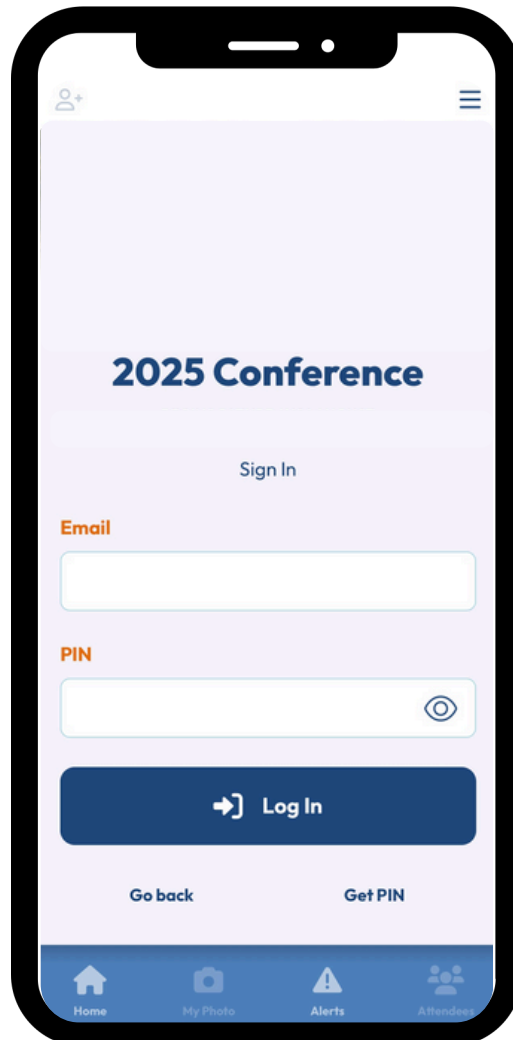 2025 Conference
Sign In
Email
PIN
Log In
Go back Get PIN
Home My Photo Alerts Attendees